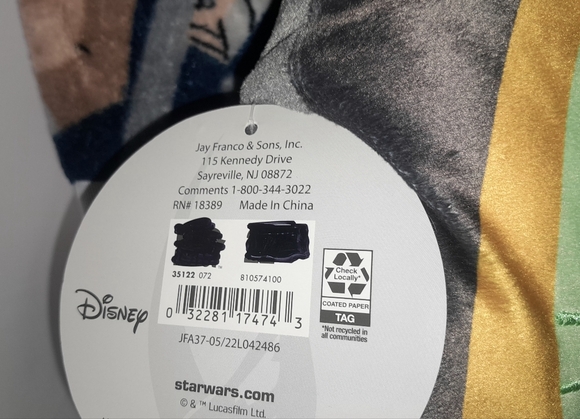 Jay Franco & Sons, Inc.
115 Kennedy Drive
Sayreville, NJ 08872
Comments 1-800-344-3022
RN# 18389 Made In China
35122 072 810574100
0 32281 17474 3
JFA37-05/22L042486
Disney
Check
Locally*
COATED PAPER
TAG
*Not recycled in
all communities
starwars.com
© & ™ Lucasfilm Ltd.